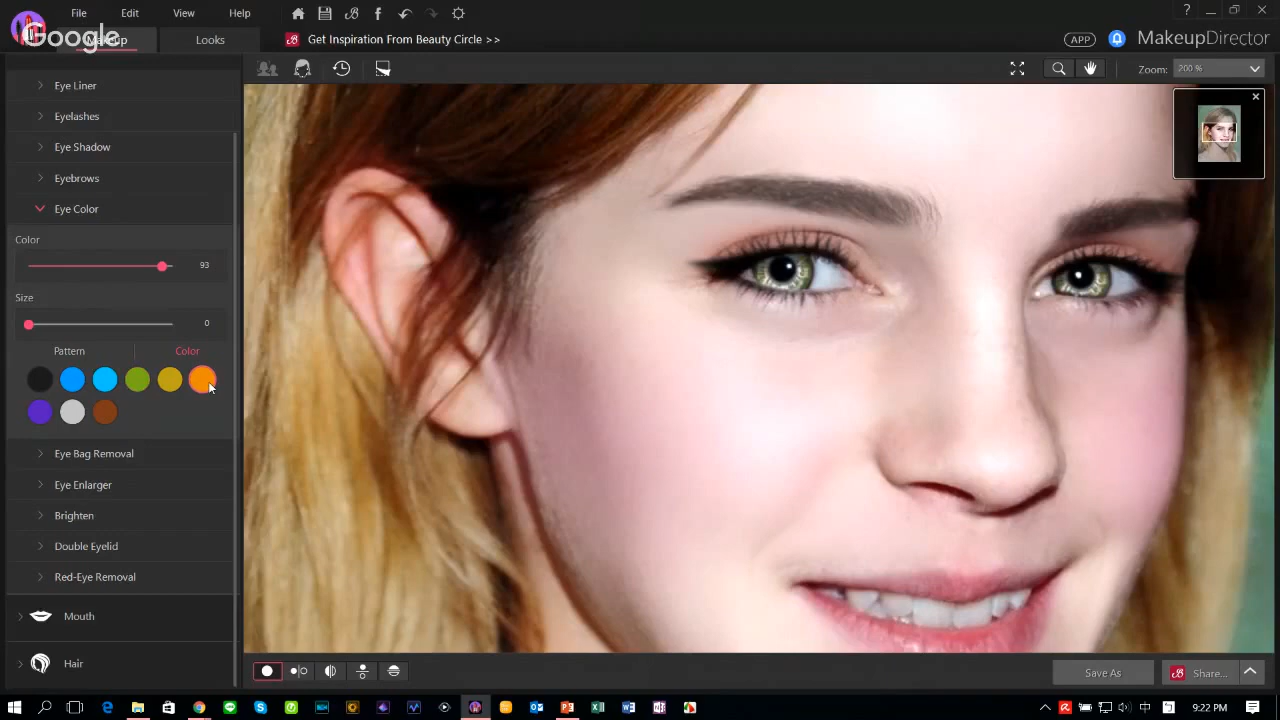 File Edit View Help
Google
Makeup Looks
Get Inspiration From Beauty Circle >>
APP MakeupDirector
Zoom: 200 %
Eye Liner
Eyelashes
Eye Shadow
Eyebrows
Eye Color
Color
93
Size
0
Pattern Color
Eye Bag Removal
Eye Enlarger
Brighten
Double Eyelid
Red-Eye Removal
Mouth
Hair
Save As
Share...
9:22 PM